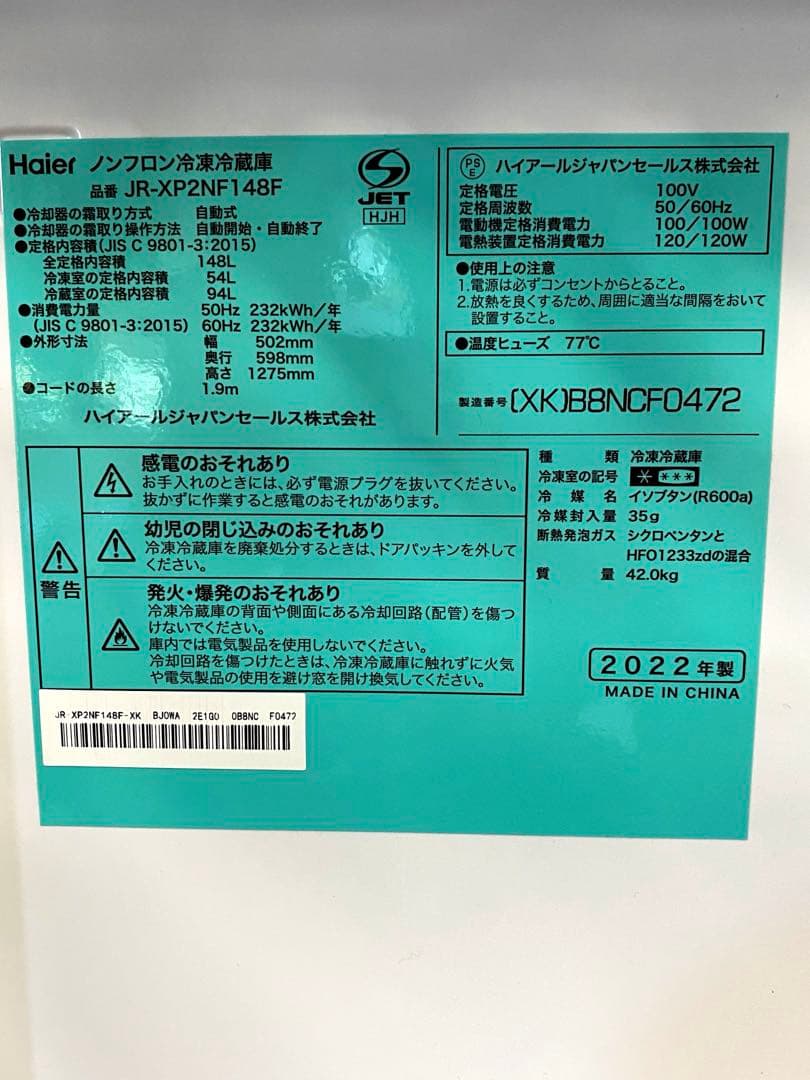 Haier ノンフロン冷凍冷蔵庫
品番 JR-XP2NF148F
●冷却器の霜取り方式 自動式
●冷却器の霜取り操作方法 自動開始・自動終了
●定格内容積(JIS C 9801-3:2015)
全定格内容積 148L
冷凍室の定格内容積 54L
冷蔵室の定格内容積 94L
●消費電力量 50Hz 232kWh/年
(JIS C 9801-3:2015) 60Hz 232kWh/年
●外形寸法 幅 502mm
奥行 598mm
高さ 1275mm
●コードの長さ 1.9m
ハイアールジャパンセールス株式会社
S
JET
HJH
PSE ハイアールジャパンセールス株式会社
定格電圧 100V
定格周波数 50/60Hz
電動機定格消費電力 100/100W
電熱装置定格消費電力 120/120W
●使用上の注意
1.電源は必ずコンセントからとること。
2.放熱を良くするため、周囲に適当な間隔をおいて
設置すること。
●温度ヒューズ 77℃
製造番号 (XK)B8NCF0472
警告
感電のおそれあり
お手入れのときには、必ず電源プラグを抜いてください。
抜かずに作業すると感電のおそれがあります。
幼児の閉じ込みのおそれあり
冷凍冷蔵庫を廃棄処分するときは、ドアパッキンを外して
ください。
発火・爆発のおそれあり
冷凍冷蔵庫の背面や側面にある冷却回路(配管)を傷つ
けないでください。
庫内では電気製品を使用しないでください。
冷却回路を傷つけたときは、冷凍冷蔵庫に触れずに火気
や電気製品の使用を避け窓を開け換気してください。
種類 冷凍冷蔵庫
冷凍室の記号 * ***
冷媒名 イソブタン(R600a)
冷媒封入量 35g
断熱発泡ガス シクロペンタンと
HFO1233zdの混合
質量 42.0kg
2022年製
MADE IN CHINA
JR-XP2NF148F-XK BJ0WA 2E1G0 0B8NC F0472